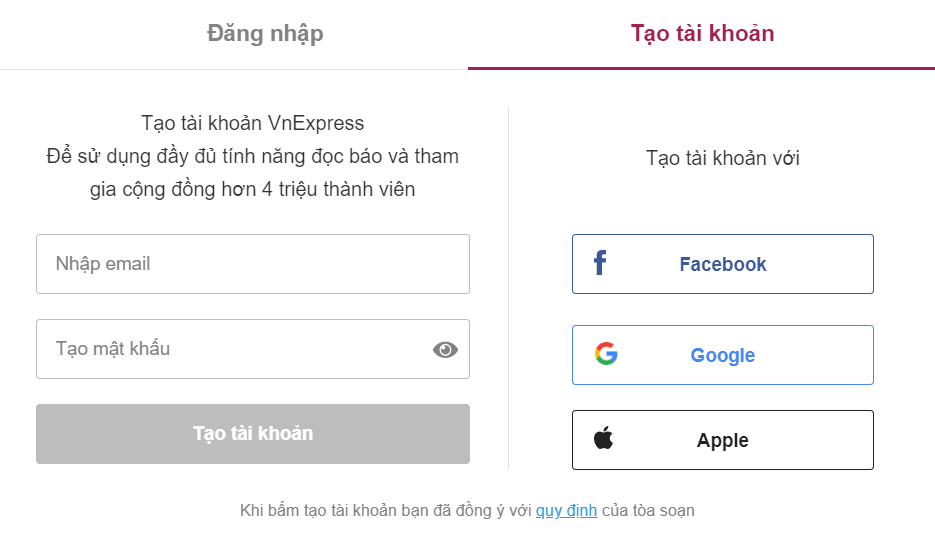 Đăng nhập
Tạo tài khoản
Tạo tài khoản VnExpress
Để sử dụng đầy đủ tính năng đọc báo và tham
gia cộng đồng hơn 4 triệu thành viên
Nhập email
Tạo mật khẩu
Tạo tài khoản
Tạo tài khoản với
Facebook
Google
Apple
Khi bấm tạo tài khoản bạn đã đồng ý với quy định của tòa soạn